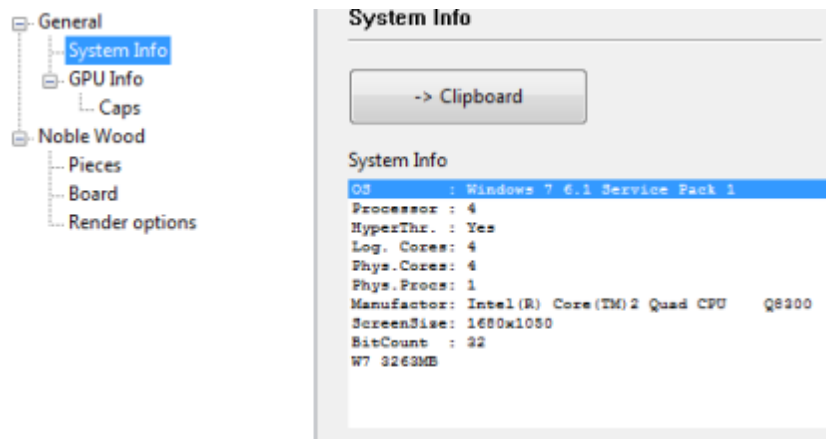 General
System Info
GPU Info
Caps
Noble Wood
Pieces
Board
Render options
System Info
-> Clipboard
System Info
OS : Windows 7 6.1 Service Pack 1
Processor : 4
HyperThr. : Yes
Log. Cores: 4
Phys.Cores: 4
Phys.Procs: 1
Manufactor: Intel(R) Core(TM)2 Quad CPU Q8300
ScreenSize: 1680x1050
BitCount : 32
W7 3263MB